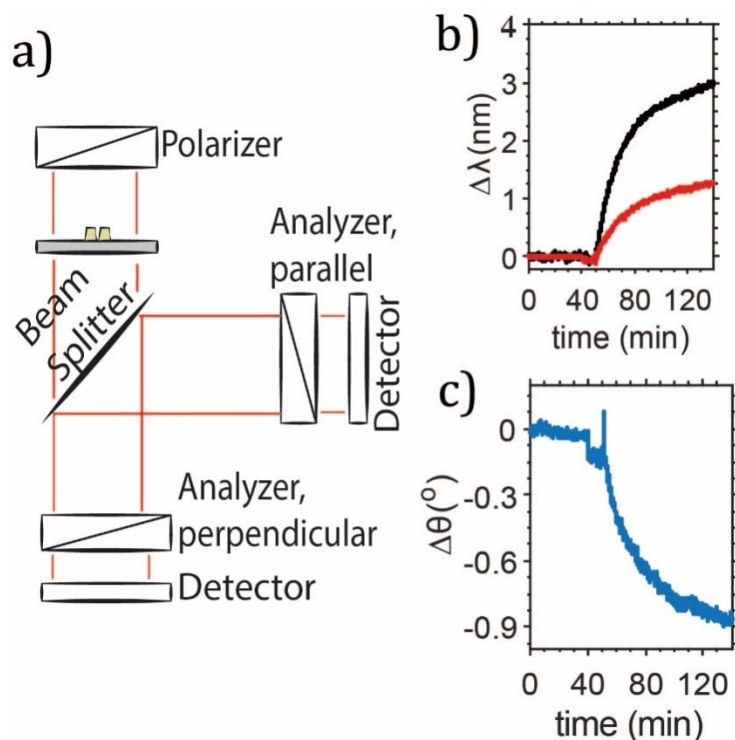 a)
Polarizer
Beam
Splitter
Analyzer,
parallel
Detector
Analyzer,
perpendicular
Detector
b)
4
3
2
1
0
Δλ(nm)
0 40 80 120
time (min)
c)
0
-0.3
-0.6
-0.9
Δθ(°)
0 40 80 120
time (min)